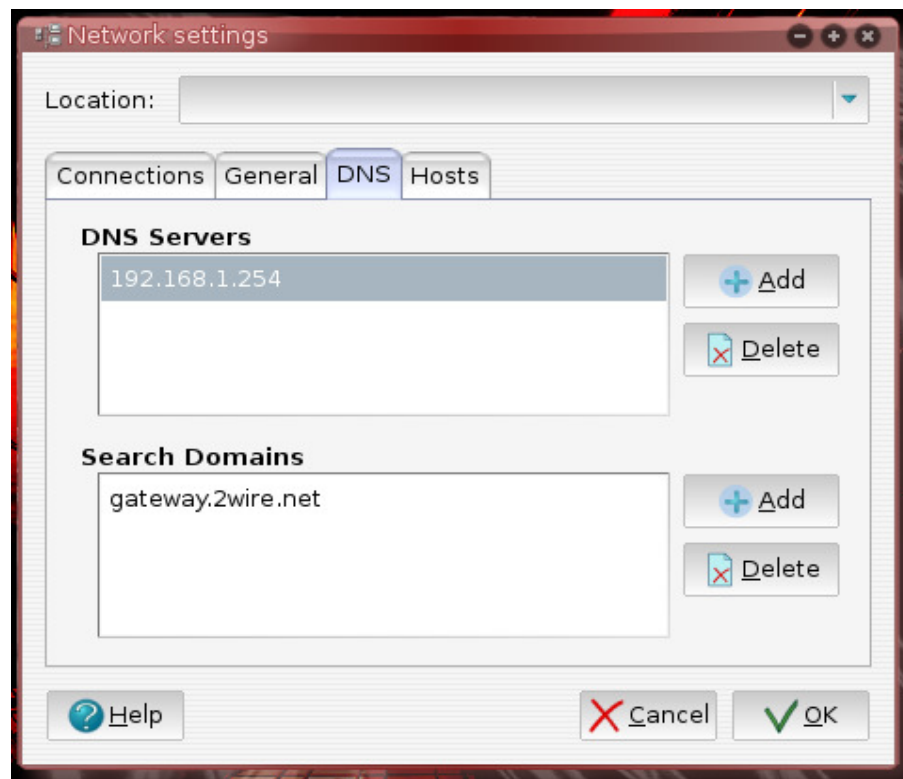 Network settings
Location:
Connections General DNS Hosts
DNS Servers
192.168.1.254
Add
Delete
Search Domains
gateway.2wire.net
Add
Delete
Help Cancel OK